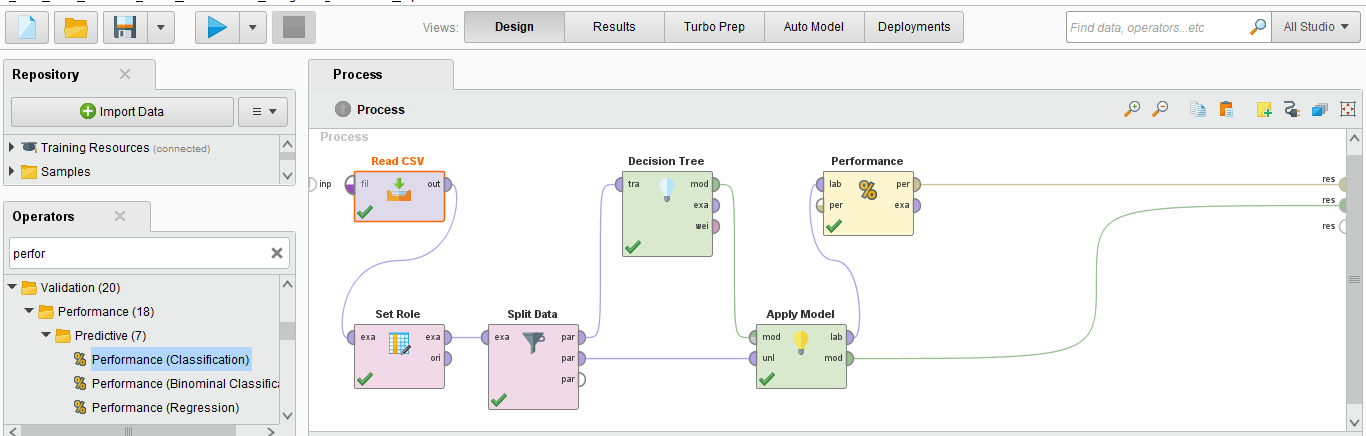 Views: Design Results Turbo Prep Auto Model Deployments Find data, operators...etc All Studio
Repository
Import Data
Training Resources (connected)
Samples
Operators
perfor
Validation (20)
Performance (18)
Predictive (7)
Performance (Classification)
Performance (Binominal Classifica
Performance (Regression)
Process
Process
Process
Read CSV
inp fil out
Decision Tree
tra mod
exa
wei
Performance
lab per
per exa
res
res
res
Set Role
exa exa
ori
Split Data
exa par
par
par
Apply Model
mod lab
unl mod